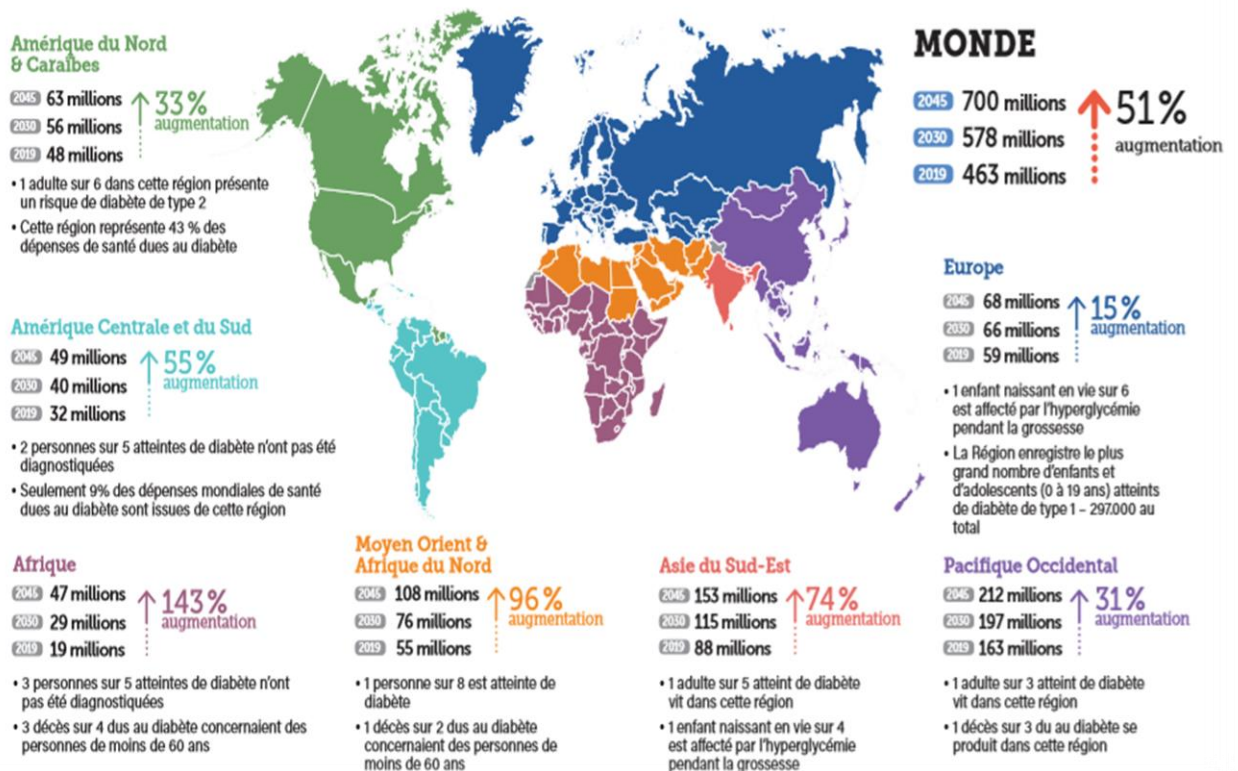 Amérique du Nord
& Caraïbes
2045 63 millions
2030 56 millions
2019 48 millions
33 %
augmentation
• 1 adulte sur 6 dans cette région présente
un risque de diabète de type 2
• Cette région représente 43 % des
dépenses de santé dues au diabète
MONDE
2045 700 millions
2030 578 millions
2019 463 millions
51%
augmentation
Amérique Centrale et du Sud
2045 49 millions
2030 40 millions
2019 32 millions
55 %
augmentation
• 2 personnes sur 5 atteintes de diabète n'ont pas été
diagnostiquées
• Seulement 9% des dépenses mondiales de santé
dues au diabète sont issues de cette région
Europe
2045 68 millions
2030 66 millions
2019 59 millions
15 %
augmentation
• 1 enfant naissant en vie sur 6
est affecté par l'hyperglycémie
pendant la grossesse
• La Région enregistre le plus
grand nombre d'enfants et
d'adolescents (0 à 19 ans) atteints
de diabète de type 1 – 297.000 au
total
Afrique
2045 47 millions
2030 29 millions
2019 19 millions
143 %
augmentation
• 3 personnes sur 5 atteintes de diabète n'ont
pas été diagnostiquées
• 3 décès sur 4 dus au diabète concernaient des
personnes de moins de 60 ans
Moyen Orient &
Afrique du Nord
2045 108 millions
2030 76 millions
2019 55 millions
96 %
augmentation
• 1 personne sur 8 est atteinte de
diabète
• 1 décès sur 2 dus au diabète
concernaient des personnes de
moins de 60 ans
Asie du Sud-Est
2045 153 millions
2030 115 millions
2019 88 millions
74 %
augmentation
• 1 adulte sur 5 atteint de diabète
vit dans cette région
• 1 enfant naissant en vie sur 4
est affecté par l'hyperglycémie
pendant la grossesse
Pacifique Occidental
2045 212 millions
2030 197 millions
2019 163 millions
31 %
augmentation
• 1 adulte sur 3 atteint de diabète
vit dans cette région
• 1 décès sur 3 du au diabète se
produit dans cette région